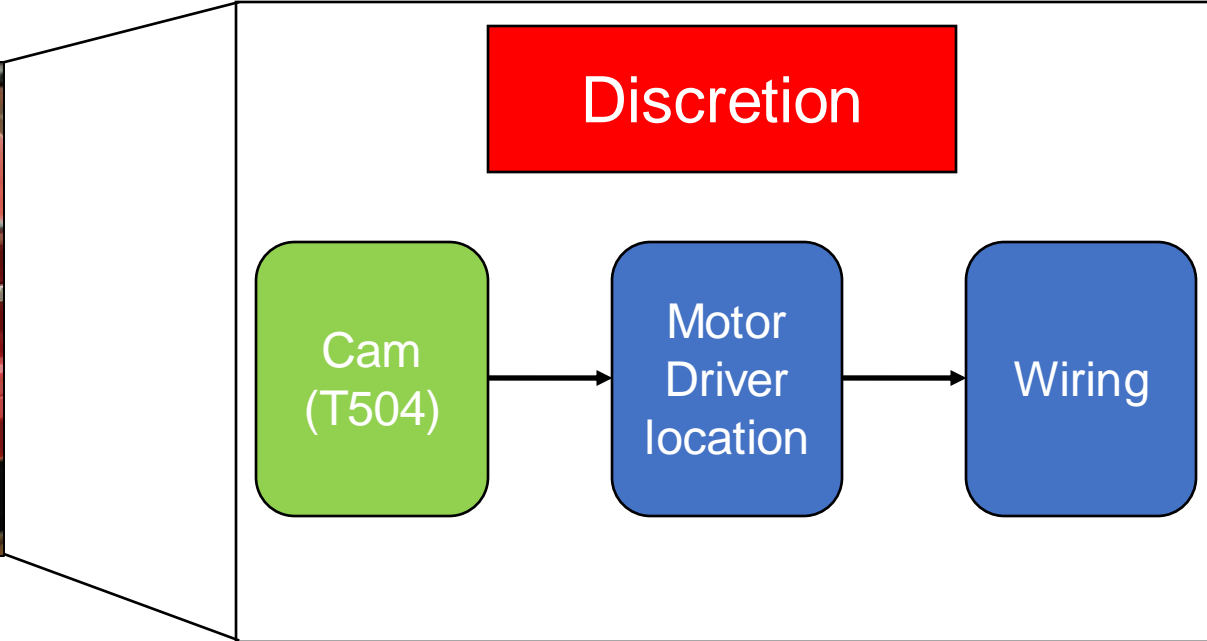 Discretion
Cam
(T504)
Motor
Driver
location
Wiring